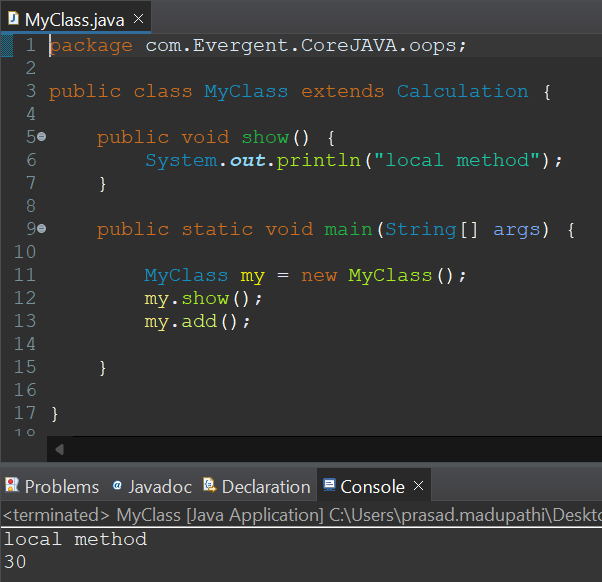 MyClass.java
1 package com.Evergent.CoreJAVA.oops;
2
3 public class MyClass extends Calculation {
4
5 public void show() {
6 System.out.println("local method");
7 }
8
9 public static void main(String[] args) {
10
11 MyClass my = new MyClass();
12 my.show();
13 my.add();
14
15 }
16
17 }
18
Problems @ Javadoc Declaration Console
<terminated> MyClass [Java Application] C:\Users\prasad.madupathi\Deskto
local method
30